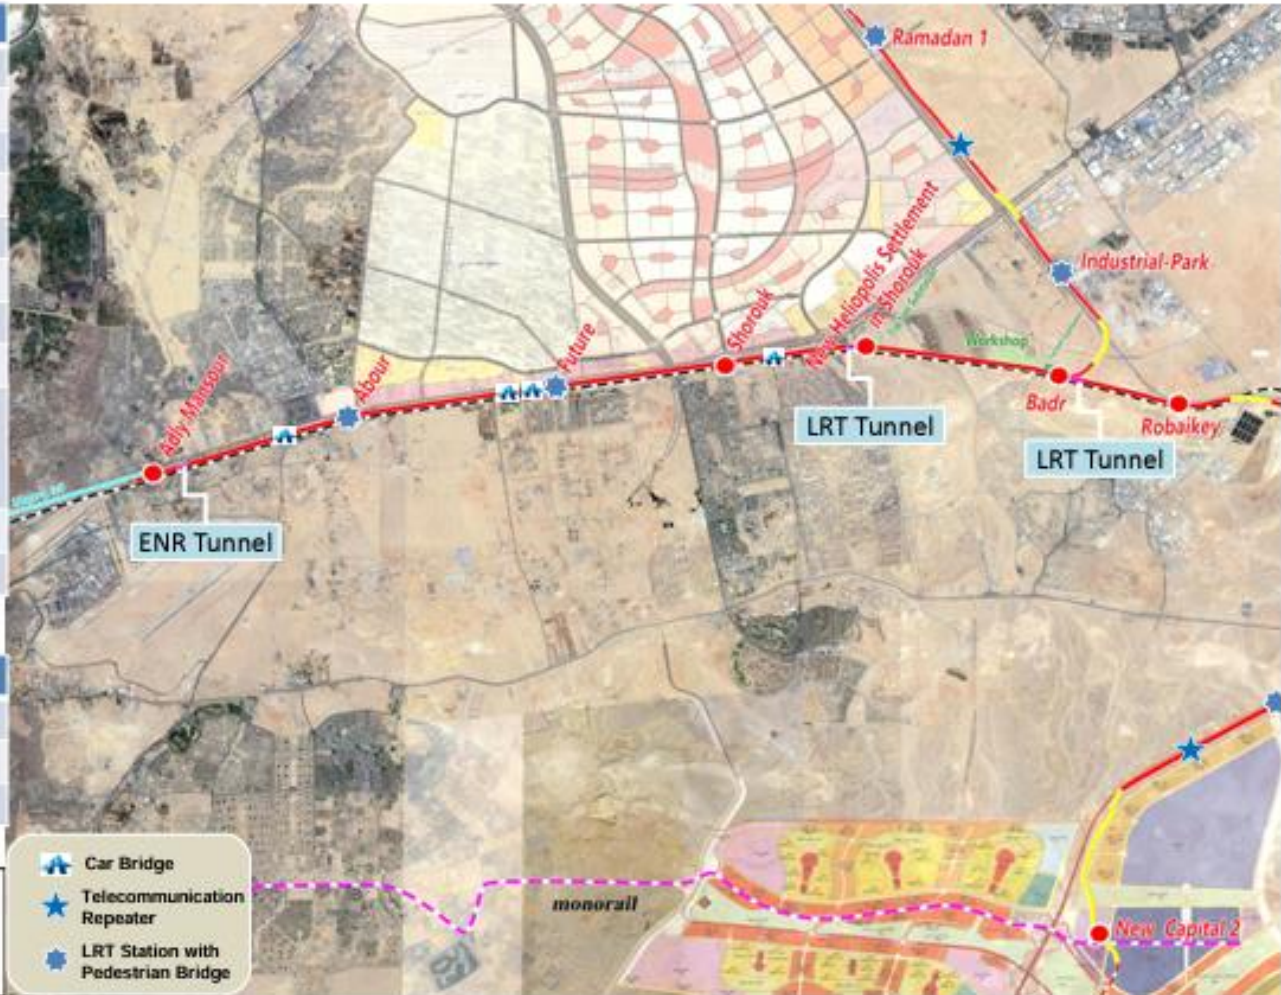 Ramadan 1
Industrial-Park
New Heliopolis Settlement
in Shorouk
Shorouk
Future
Abour
Adly Mansour
Workshop
Badr
Robaikey
LRT Tunnel
LRT Tunnel
ENR Tunnel
Car Bridge
Telecommunication
Repeater
LRT Station with
Pedestrian Bridge
monorail
New Capital 2